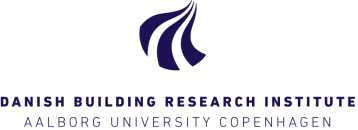 DANISH BUILDING RESEARCH INSTITUTE
AALBORG UNIVERSITY COPENHAGEN